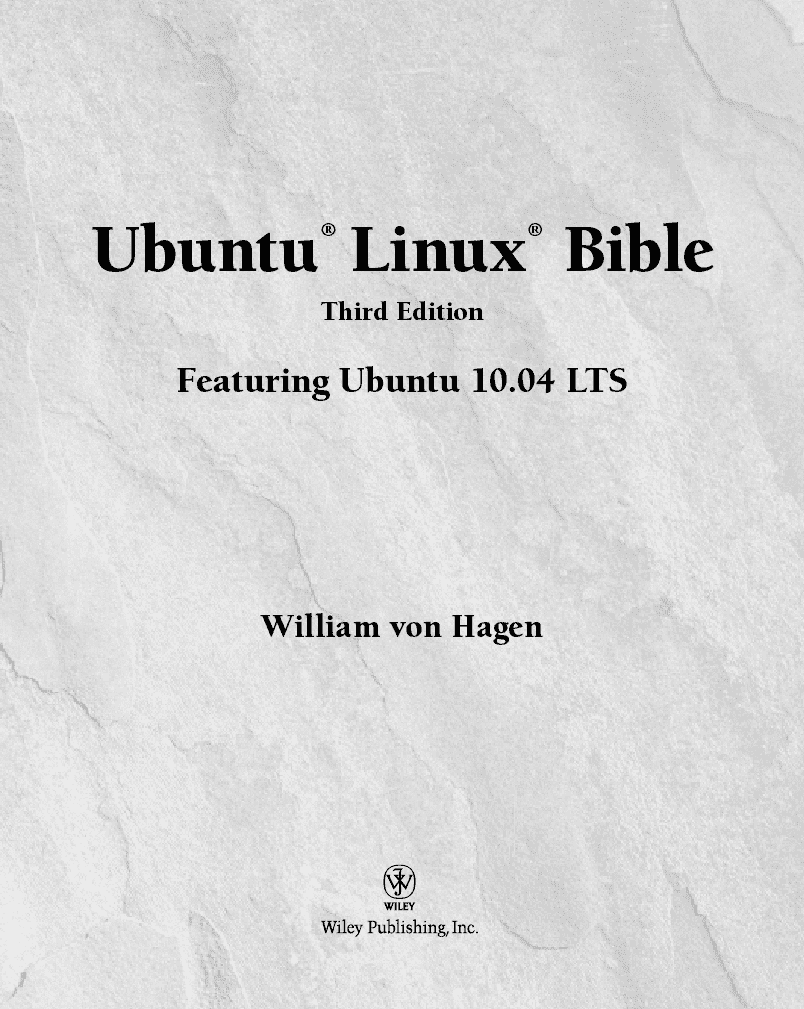 Ubuntu® Linux® Bible
Third Edition
Featuring Ubuntu 10.04 LTS
William von Hagen
WILEY
Wiley Publishing, Inc.